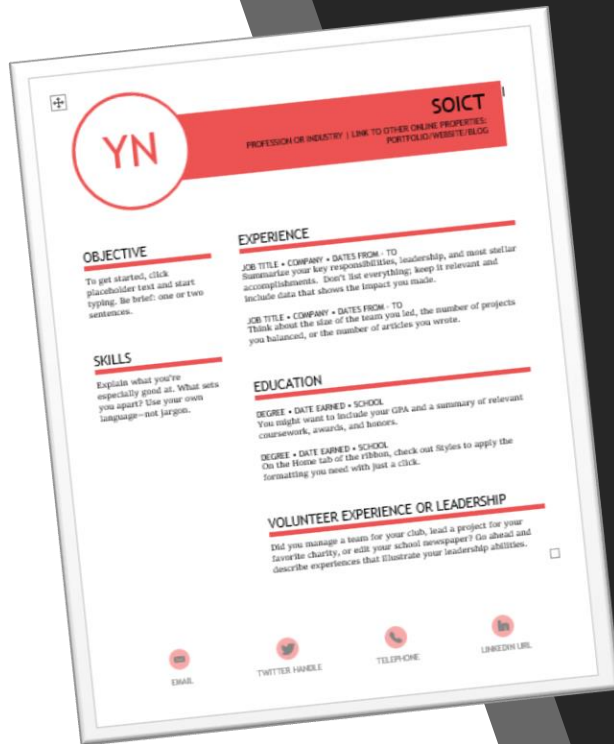 YN
SOICT
PROFESSION OR INDUSTRY | LINK TO OTHER ONLINE PROPERTIES:
PORTFOLIO/WEBSITE/BLOG
OBJECTIVE
To get started, click
placeholder text and start
typing. Be brief: one or two
sentences.
SKILLS
Explain what you're
especially good at. What sets
you apart? Use your own
language—not jargon.
EXPERIENCE
JOB TITLE • COMPANY • DATES FROM - TO
Summarize your key responsibilities, leadership, and most stellar
accomplishments. Don't list everything; keep it relevant and
include data that shows the impact you made.
JOB TITLE • COMPANY • DATES FROM - TO
Think about the size of the team you led, the number of projects
you balanced, or the number of articles you wrote.
EDUCATION
DEGREE • DATE EARNED • SCHOOL
You might want to include your GPA and a summary of relevant
coursework, awards, and honors.
DEGREE • DATE EARNED • SCHOOL
On the Home tab of the ribbon, check out Styles to apply the
formatting you need with just a click.
VOLUNTEER EXPERIENCE OR LEADERSHIP
Did you manage a team for your club, lead a project for your
favorite charity, or edit your school newspaper? Go ahead and
describe experiences that illustrate your leadership abilities.
EMAIL
TWITTER HANDLE
TELEPHONE
in
LINKEDIN URL